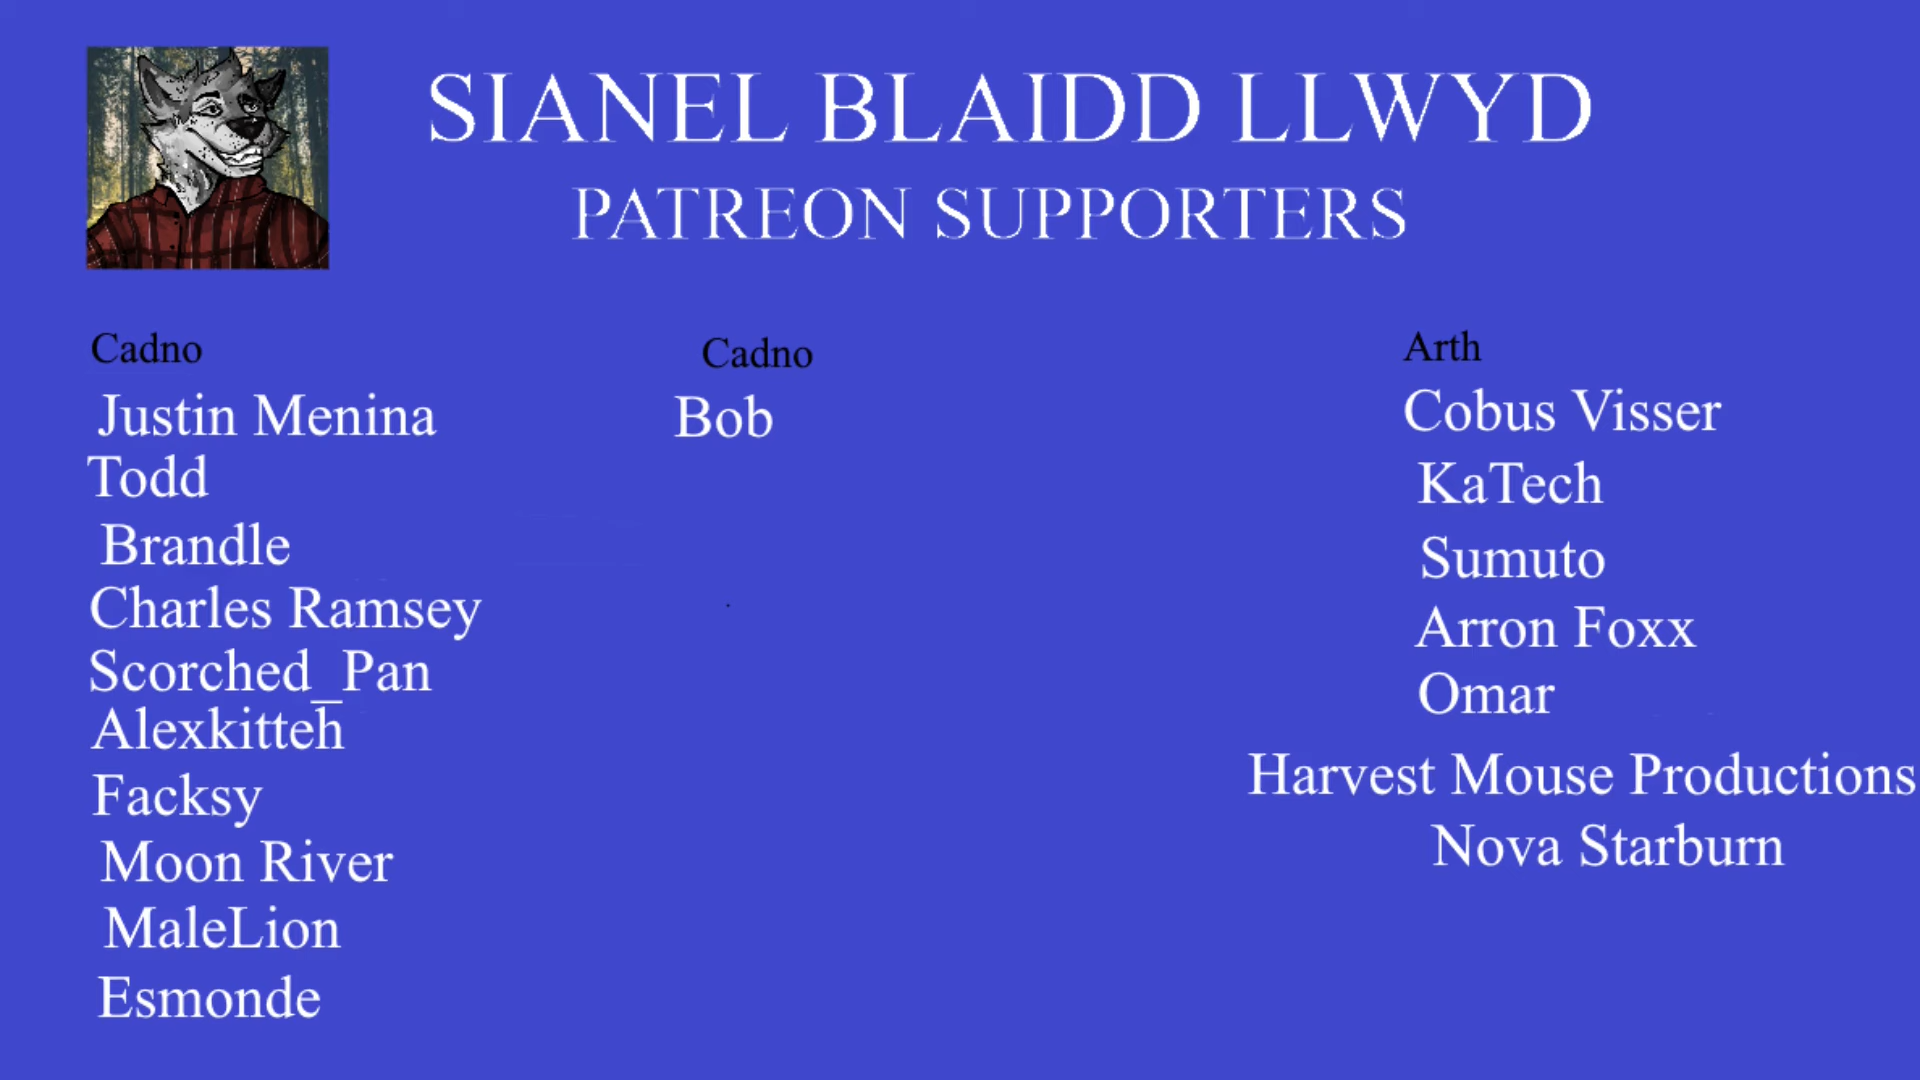 SIANEL BLAIDD LLWYD
PATREON SUPPORTERS
Cadno
Justin Menina
Todd
Brandle
Charles Ramsey
Scorched_Pan
Alexkitteh
Facksy
Moon River
MaleLion
Esmonde
Cadno
Bob
Arth
Cobus Visser
KaTech
Sumuto
Arron Foxx
Omar
Harvest Mouse Productions
Nova Starburn